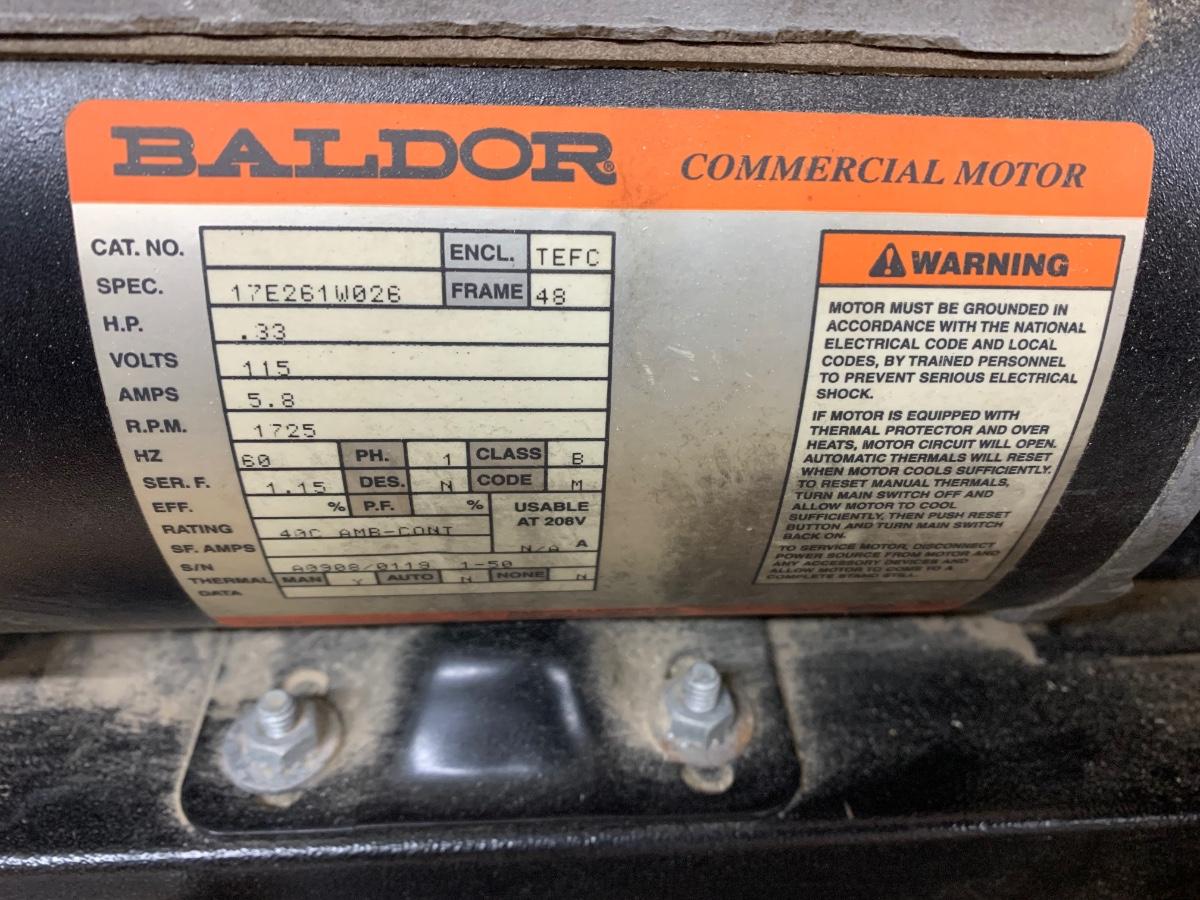 BALDOR® COMMERCIAL MOTOR
CAT. NO. ENCL. TEFC
SPEC. 17E261W026 FRAME 48
H.P. .33
VOLTS 115
AMPS 5.8
R.P.M. 1725
HZ 60 PH. 1 CLASS B
SER. F. 1.15 DES. N CODE M
EFF. % P.F. % USABLE AT 208V
RATING 40C AMB-CONT
SF. AMPS N/A A
S/N A0908/0119 1-50
THERMAL MAN Y AUTO N NONE N
DATA
WARNING
MOTOR MUST BE GROUNDED IN
ACCORDANCE WITH THE NATIONAL
ELECTRICAL CODE AND LOCAL
CODES, BY TRAINED PERSONNEL
TO PREVENT SERIOUS ELECTRICAL
SHOCK.
IF MOTOR IS EQUIPPED WITH
THERMAL PROTECTOR AND OVER
HEATS, MOTOR CIRCUIT WILL OPEN.
AUTOMATIC THERMALS WILL RESET
WHEN MOTOR COOLS SUFFICIENTLY.
TO RESET MANUAL THERMALS,
TURN MAIN SWITCH OFF AND
ALLOW MOTOR TO COOL
SUFFICIENTLY, THEN PUSH RESET
BUTTON AND TURN MAIN SWITCH
BACK ON.
TO SERVICE MOTOR, DISCONNECT
POWER SOURCE FROM MOTOR AND
ANY ACCESSORY DEVICES AND
ALLOW MOTOR TO COME TO A
COMPLETE STAND STILL.